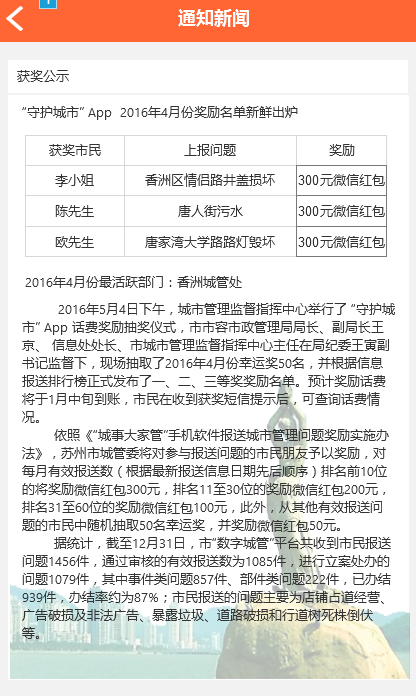 通知新闻
获奖公示
“守护城市” App 2016年4月份奖励名单新鲜出炉
获奖市民 上报问题 奖励
李小姐 香洲区情侣路井盖损坏 300元微信红包
陈先生 唐人街污水 300元微信红包
欧先生 唐家湾大学路路灯毁坏 300元微信红包
2016年4月份最活跃部门：香洲城管处
2016年5月4日下午，城市管理监督指挥中心举行了 “守护城
市” App 话费奖励抽奖仪式，市市容市政管理局局长、副局长王
京、 信息处处长、市城市管理监督指挥中心主任在局纪委王寅副
书记监督下，现场抽取了2016年4月份幸运奖50名，并根据信息
报送排行榜正式发布了一、二、三等奖奖励名单。预计奖励话费
将于1月中旬到账，市民在收到获奖短信提示后，可查询话费情
况。
依照《“城事大家管”手机软件报送城市管理问题奖励实施办
法》，苏州市城管委将对参与报送问题的市民朋友予以奖励，对
每月有效报送数（根据最新报送信息日期先后顺序）排名前10位
的将奖励微信红包300元，排名11至30位的奖励微信红包200元，
排名31至60位的奖励微信红包100元，此外，从其他有效报送问
题的市民中随机抽取50名幸运奖，并奖励微信红包50元。
据统计，截至12月31日，市“数字城管”平台共收到市民报送
问题1456件，通过审核的有效报送数为1085件，进行立案处办的
问题1079件，其中事件类问题857件、部件类问题222件，已办结
939件，办结率约为87%；市民报送的问题主要为店铺占道经营、
广告破损及非法广告、暴露垃圾、道路破损和行道树死株倒伏
等。